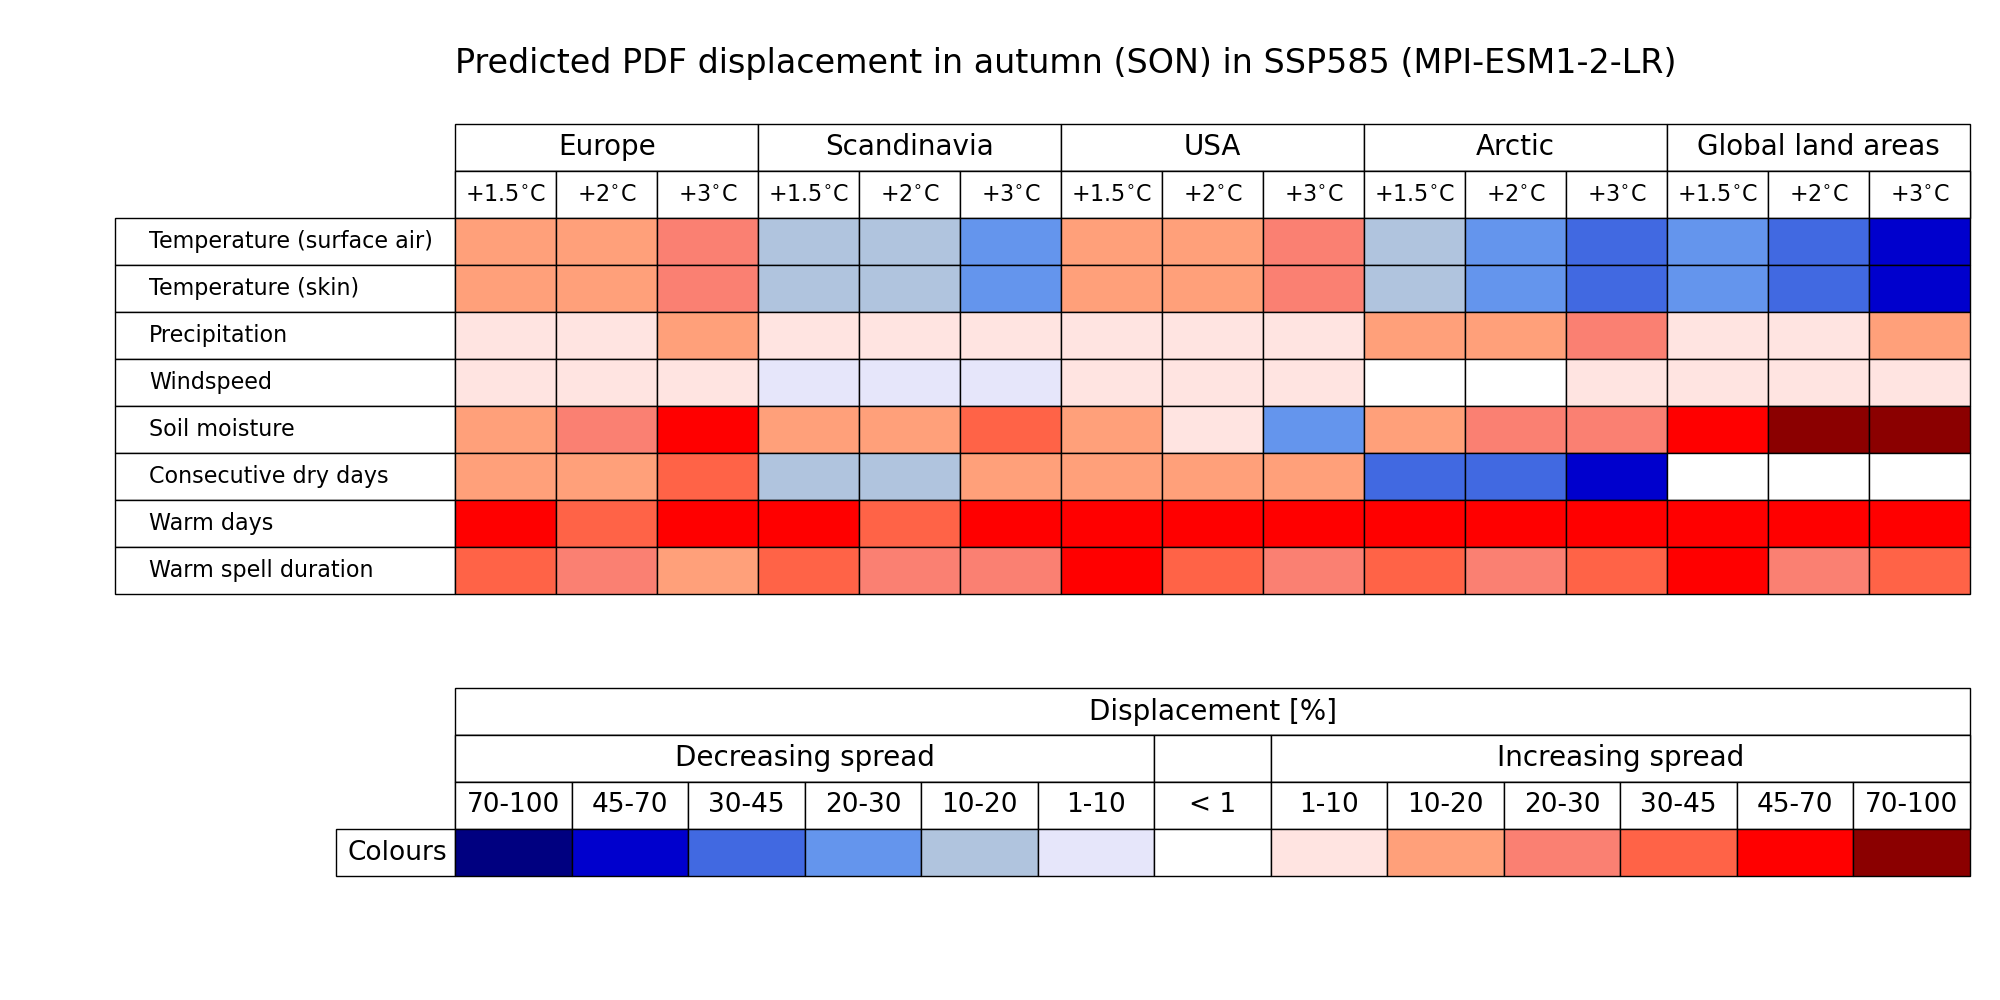 Predicted PDF displacement in autumn (SON) in SSP585 (MPI-ESM1-2-LR)
Europe Scandinavia USA Arctic Global land areas
+1.5°C +2°C +3°C +1.5°C +2°C +3°C +1.5°C +2°C +3°C +1.5°C +2°C +3°C +1.5°C +2°C +3°C
Temperature (surface air)
Temperature (skin)
Precipitation
Windspeed
Soil moisture
Consecutive dry days
Warm days
Warm spell duration
Displacement [%]
Decreasing spread Increasing spread
70-100 45-70 30-45 20-30 10-20 1-10 < 1 1-10 10-20 20-30 30-45 45-70 70-100
Colours